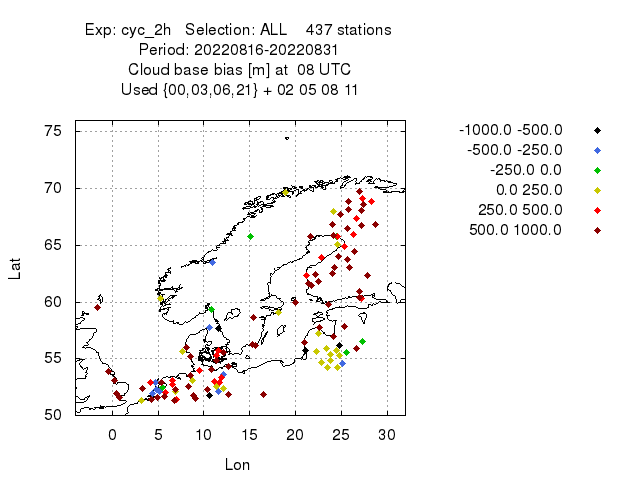 Exp: cyc_2h   Selection: ALL    437 stations
Period: 20220816-20220831
Cloud base bias [m] at  08 UTC
Used {00,03,06,21} + 02 05 08 11
-1000.0 -500.0
-500.0 -250.0
-250.0 0.0
0.0 250.0
250.0 500.0
500.0 1000.0
Lat
75
70
65
60
55
50
0 5 10 15 20 25 30
Lon